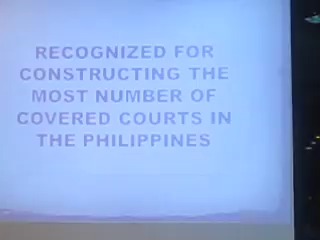 RECOGNIZED FOR
CONSTRUCTING THE
MOST NUMBER OF
COVERED COURTS IN
THE PHILIPPINES